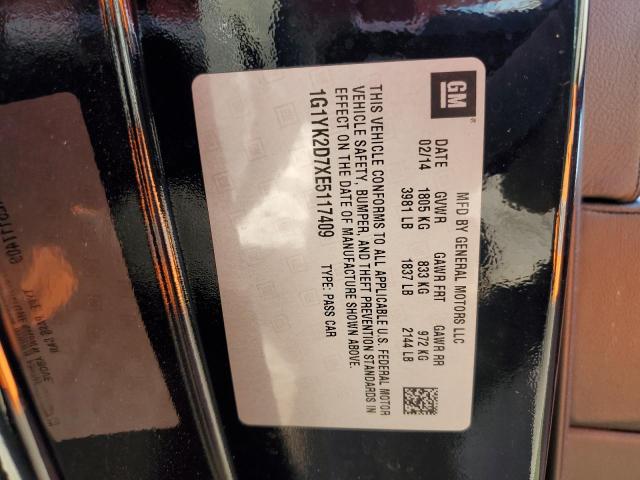 GM
MFD BY GENERAL MOTORS LLC
DATE GVWR GAWR FRT GAWR RR
02/14 1805 KG 833 KG 972 KG
3981 LB 1837 LB 2144 LB
THIS VEHICLE CONFORMS TO ALL APPLICABLE U.S. FEDERAL MOTOR
VEHICLE SAFETY, BUMPER, AND THEFT PREVENTION STANDARDS IN
EFFECT ON THE DATE OF MANUFACTURE SHOWN ABOVE.
1G1YK2D7XE5117409 TYPE: PASS CAR